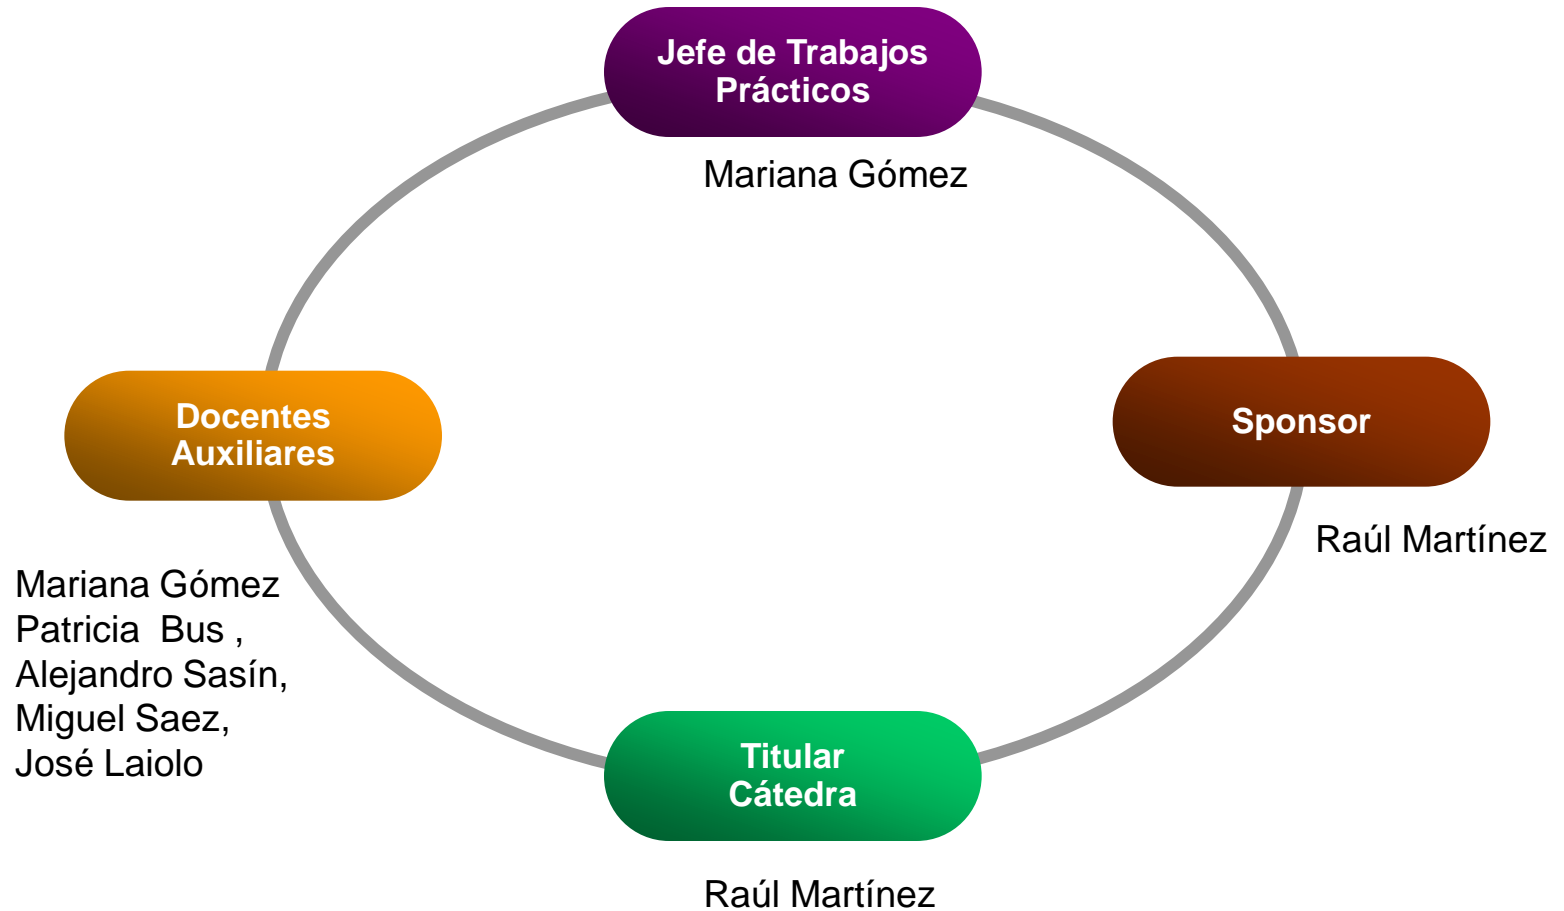 Jefe de Trabajos
Prácticos
Mariana Gómez
Docentes
Auxiliares
Mariana Gómez
Patricia  Bus ,
Alejandro Sasín,
Miguel Saez,
José Laiolo
Sponsor
Raúl Martínez
Titular
Cátedra
Raúl Martínez